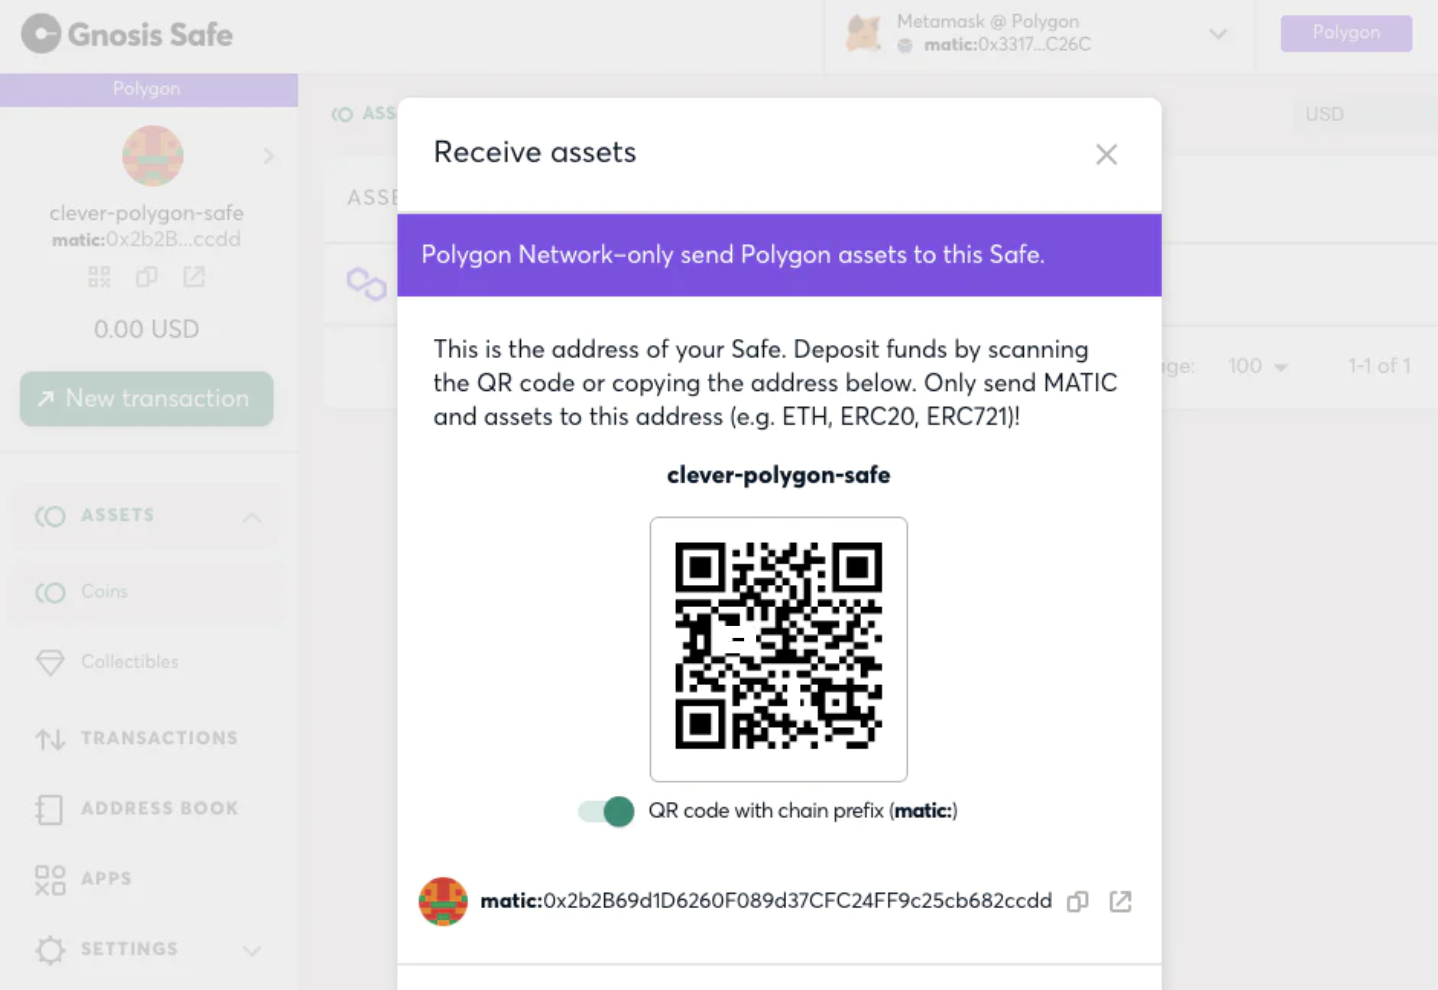 Gnosis Safe
Metamask @ Polygon
matic:0x3317...C26C
Polygon
Polygon
clever-polygon-safe
matic:0x2b2B...ccdd
0.00 USD
New transaction
ASSETS
Coins
Collectibles
TRANSACTIONS
ADDRESS BOOK
APPS
SETTINGS
USD
100
1-1 of 1
Receive assets
Polygon Network–only send Polygon assets to this Safe.
This is the address of your Safe. Deposit funds by scanning
the QR code or copying the address below. Only send MATIC
and assets to this address (e.g. ETH, ERC20, ERC721)!
clever-polygon-safe
QR code with chain prefix (matic:)
matic:0x2b2B69d1D6260F089d37CFC24FF9c25cb682ccdd